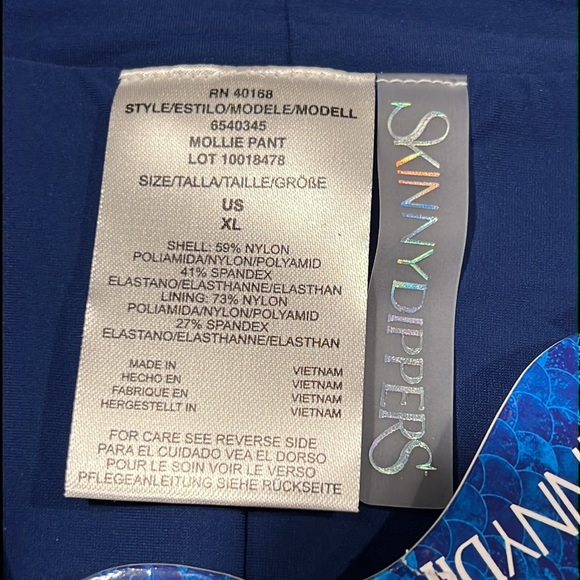 RN 40168
STYLE/ESTILO/MODELE/MODELL
6540345
MOLLIE PANT
LOT 10018478
SIZE/TALLA/TAILLE/GRÖßE
US
XL
SHELL: 59% NYLON
POLIAMIDA/NYLON/POLYAMID
41% SPANDEX
ELASTANO/ELASTHANNE/ELASTHAN
LINING: 73% NYLON
POLIAMIDA/NYLON/POLYAMID
27% SPANDEX
ELASTANO/ELASTHANNE/ELASTHAN
MADE IN VIETNAM
HECHO EN VIETNAM
FABRIQUE EN VIETNAM
HERGESTELLT IN VIETNAM
FOR CARE SEE REVERSE SIDE
PARA EL CUIDADO VEA EL DORSO
POUR LE SOIN VOIR LE VERSO
PFLEGEANLEITUNG SIEHE RÜCKSEITE
SKINNYDIPPERS